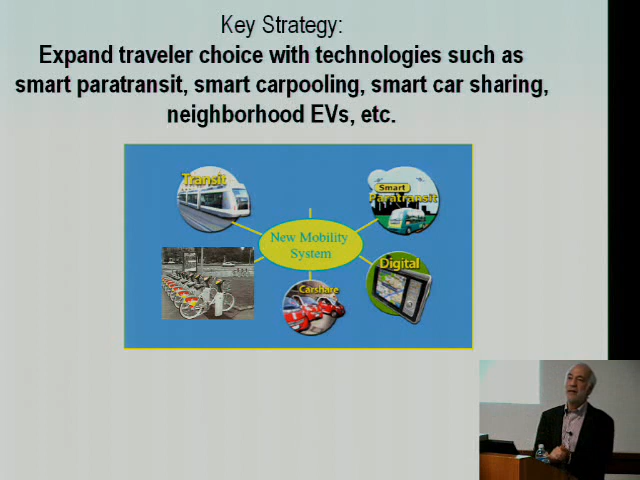 Key Strategy:
Expand traveler choice with technologies such as
smart paratransit, smart carpooling, smart car sharing,
neighborhood EVs, etc.
Transit
Smart
Paratransit
New Mobility
System
Digital
Carshare